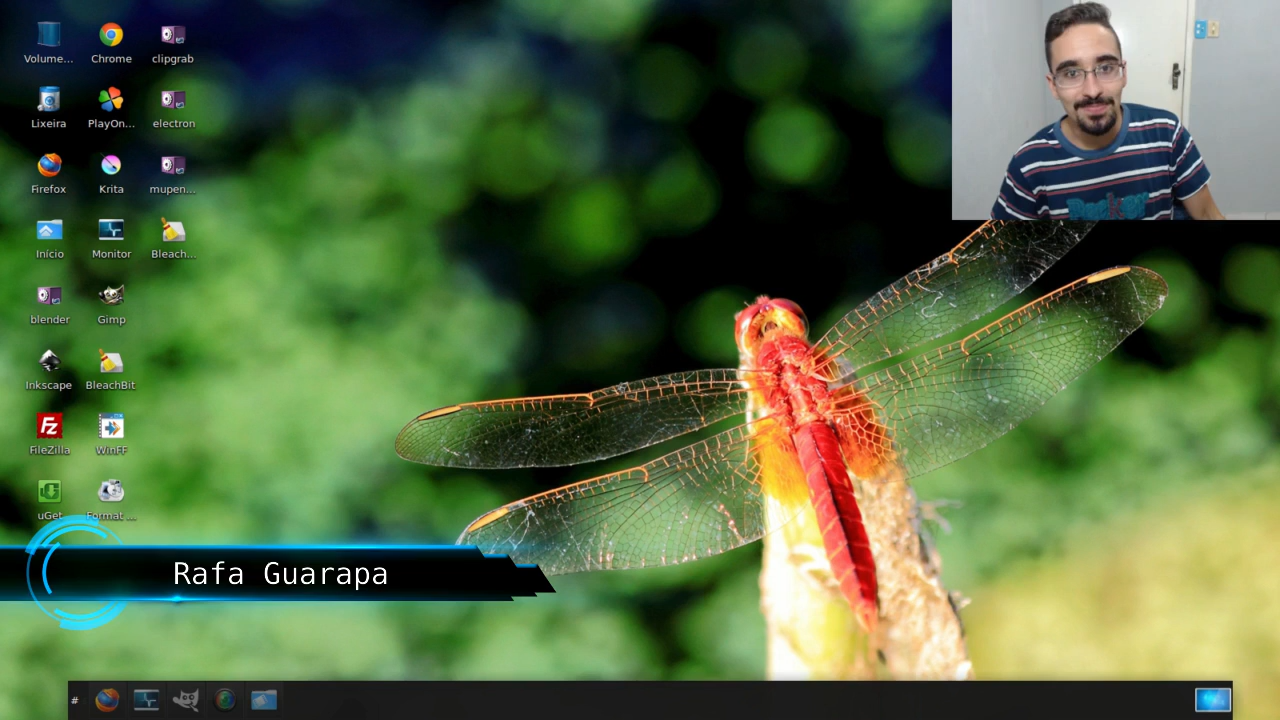 Volume...
Chrome
clipgrab
Lixeira
PlayOn...
electron
Firefox
Krita
mupen...
Início
Monitor
Bleach...
blender
Gimp
Inkscape
BleachBit
FileZilla
WinFF
uGet
Format ...
Rafa Guarapa
#